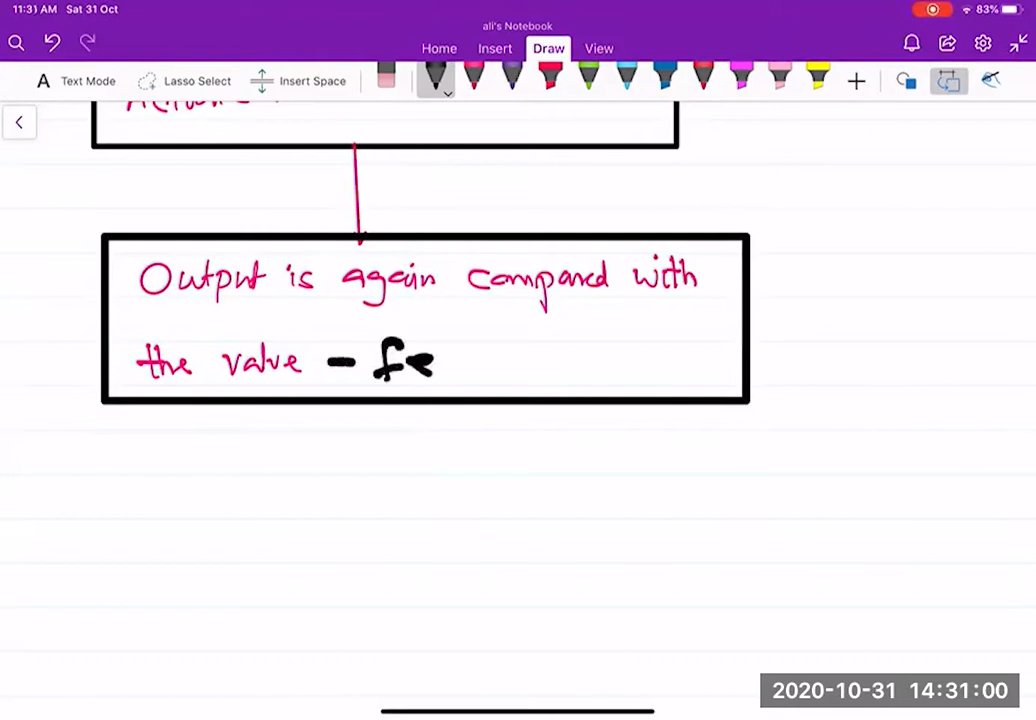 11:31 AM Sat 31 Oct
83%
ali's Notebook
Home Insert Draw View
A Text Mode Lasso Select Insert Space
Output is again compared with
the value - fe
2020-10-31 14:31:00